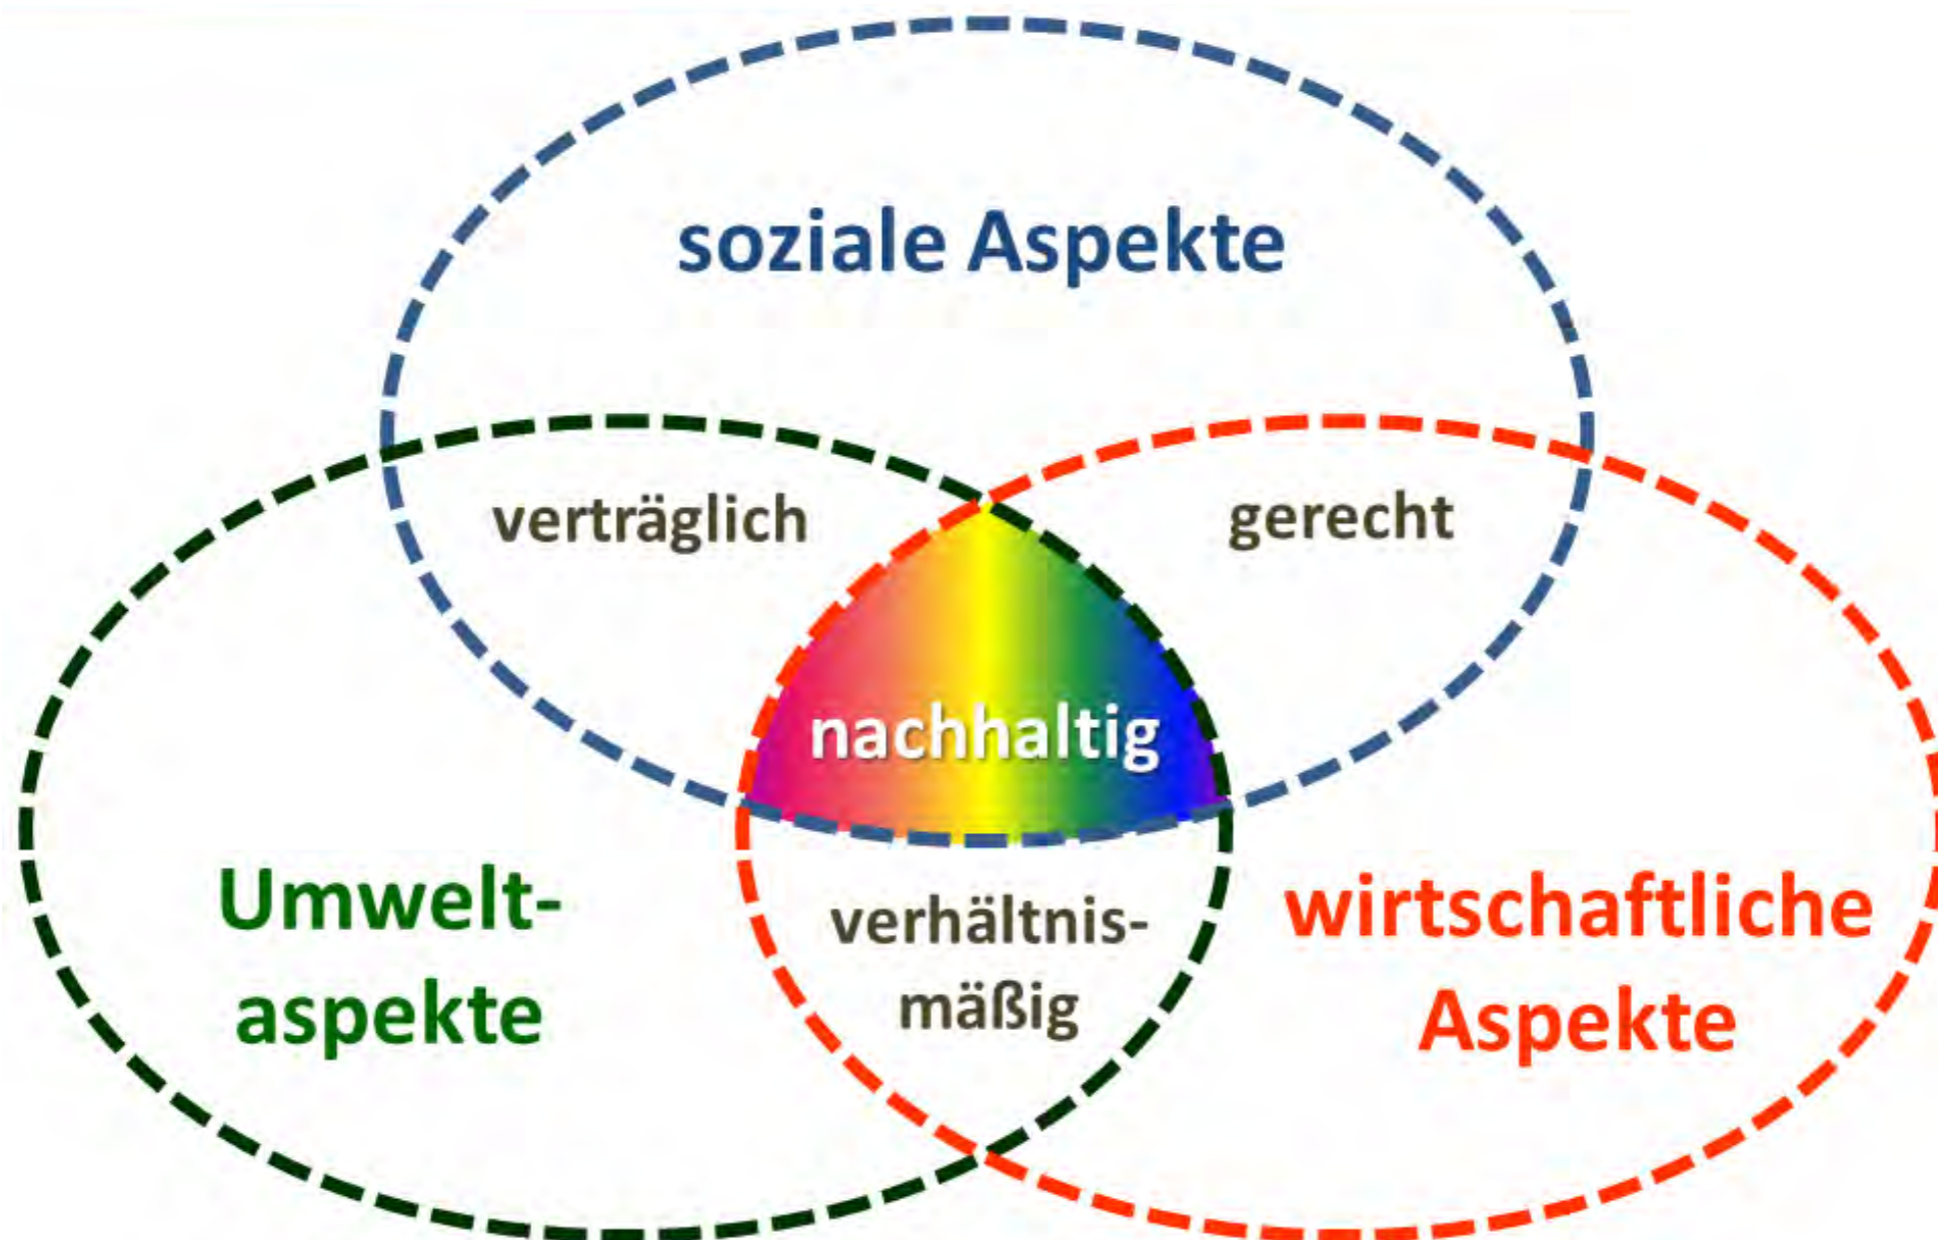 soziale Aspekte
verträglich
gerecht
nachhaltig
Umwelt-
aspekte
verhältnis-
mäßig
wirtschaftliche
Aspekte